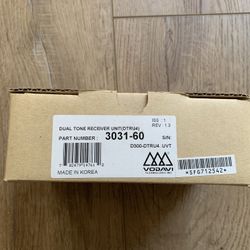 ISS : 1
REV : 1.3
DUAL TONE RECEIVER UNIT(DTRU4)
PART NUMBER : 3031-60 S/N:
D300-DTRU4 .UVT
MADE IN KOREA
VODAVI
*SFG712542*